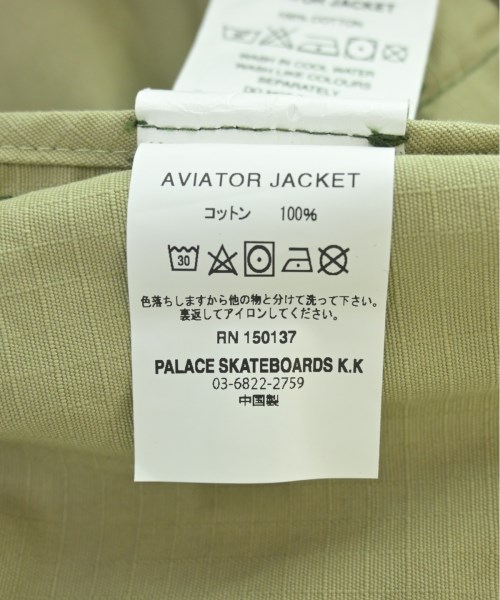 JACKET
100% COTTON
WASH IN COOL WATER
WASH LIKE COLOURS
SEPARATELY
AVIATOR JACKET
コットン 100%
30
色落ちしますから他の物と分けて洗って下さい。
裏返してアイロンしてください。
RN 150137
PALACE SKATEBOARDS K.K
03-6822-2759
中国製